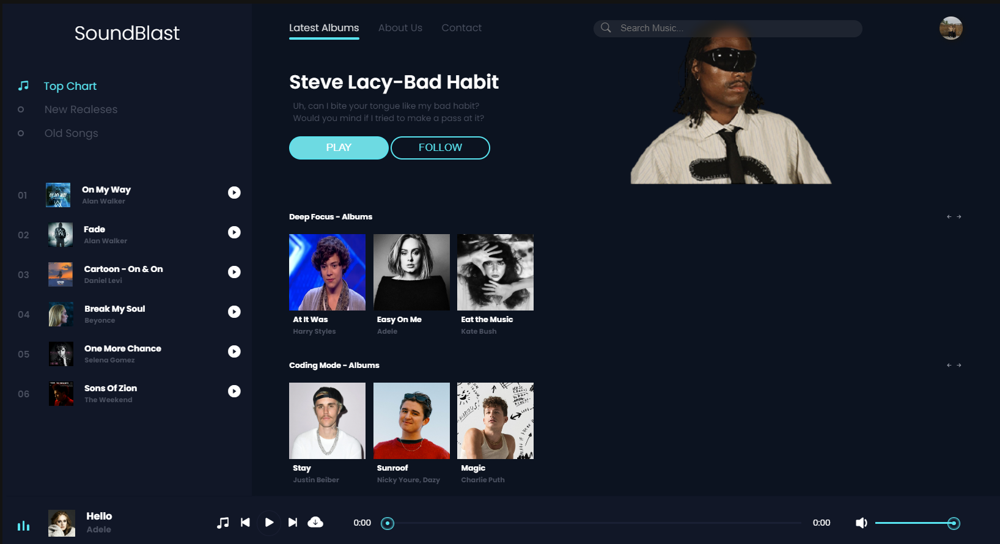 SoundBlast
Latest Albums
About Us
Contact
Search Music...
Top Chart
New Realeses
Old Songs
Steve Lacy-Bad Habit
Uh, can I bite your tongue like my bad habit?
Would you mind if I tried to make a pass at it?
PLAY
FOLLOW
01
On My Way
Alan Walker
02
Fade
Alan Walker
03
Cartoon - On & On
Daniel Levi
04
Break My Soul
Beyonce
05
One More Chance
Selena Gomez
06
Sons Of Zion
The Weekend
Deep Focus - Albums
← →
At It Was
Harry Styles
Easy On Me
Adele
Eat the Music
Kate Bush
Coding Mode - Albums
← →
Stay
Justin Beiber
Sunroof
Nicky Youre, Dazy
Magic
Charlie Puth
Hello
Adele
0:00
0:00